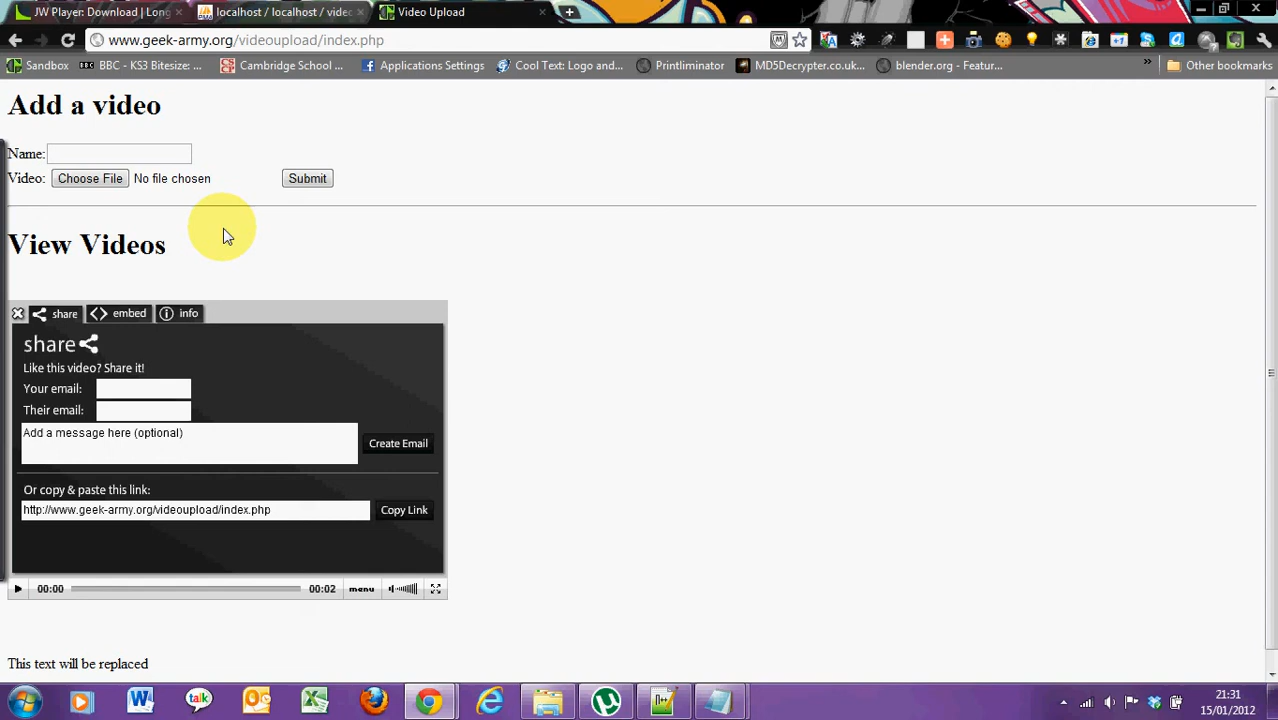 JW Player: Download | Long
localhost / localhost / video
Video Upload
www.geek-army.org/videoupload/index.php
Sandbox
BBC - KS3 Bitesize: ...
Cambridge School ...
Applications Settings
Cool Text: Logo and...
Printliminator
MD5Decrypter.co.uk...
blender.org - Featur...
Other bookmarks
Add a video
Name:
Video: Choose File No file chosen Submit
View Videos
share embed info
share
Like this video? Share it!
Your email:
Their email:
Add a message here (optional)
Create Email
Or copy & paste this link:
http://www.geek-army.org/videoupload/index.php Copy Link
00:00 00:02 menu
This text will be replaced
talk
21:31
15/01/2012